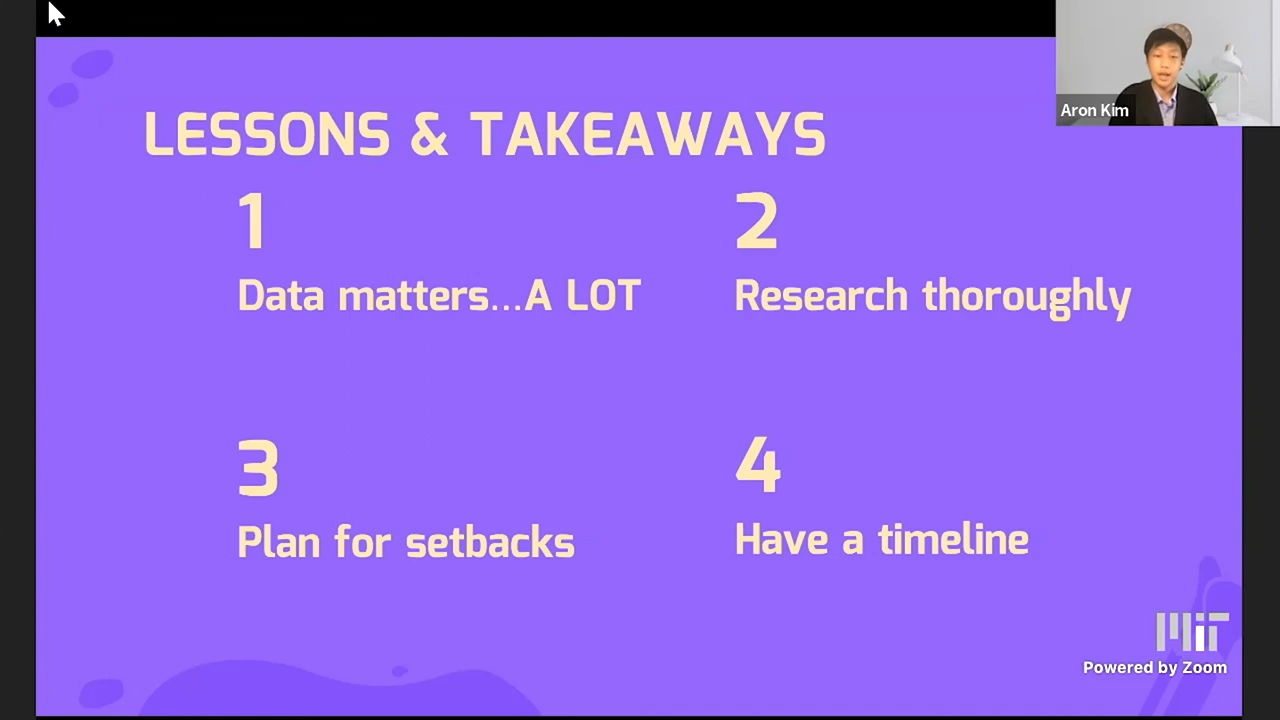 Aron Kim
LESSONS & TAKEAWAYS
1
Data matters...A LOT
2
Research thoroughly
3
Plan for setbacks
4
Have a timeline
MIT
Powered by Zoom